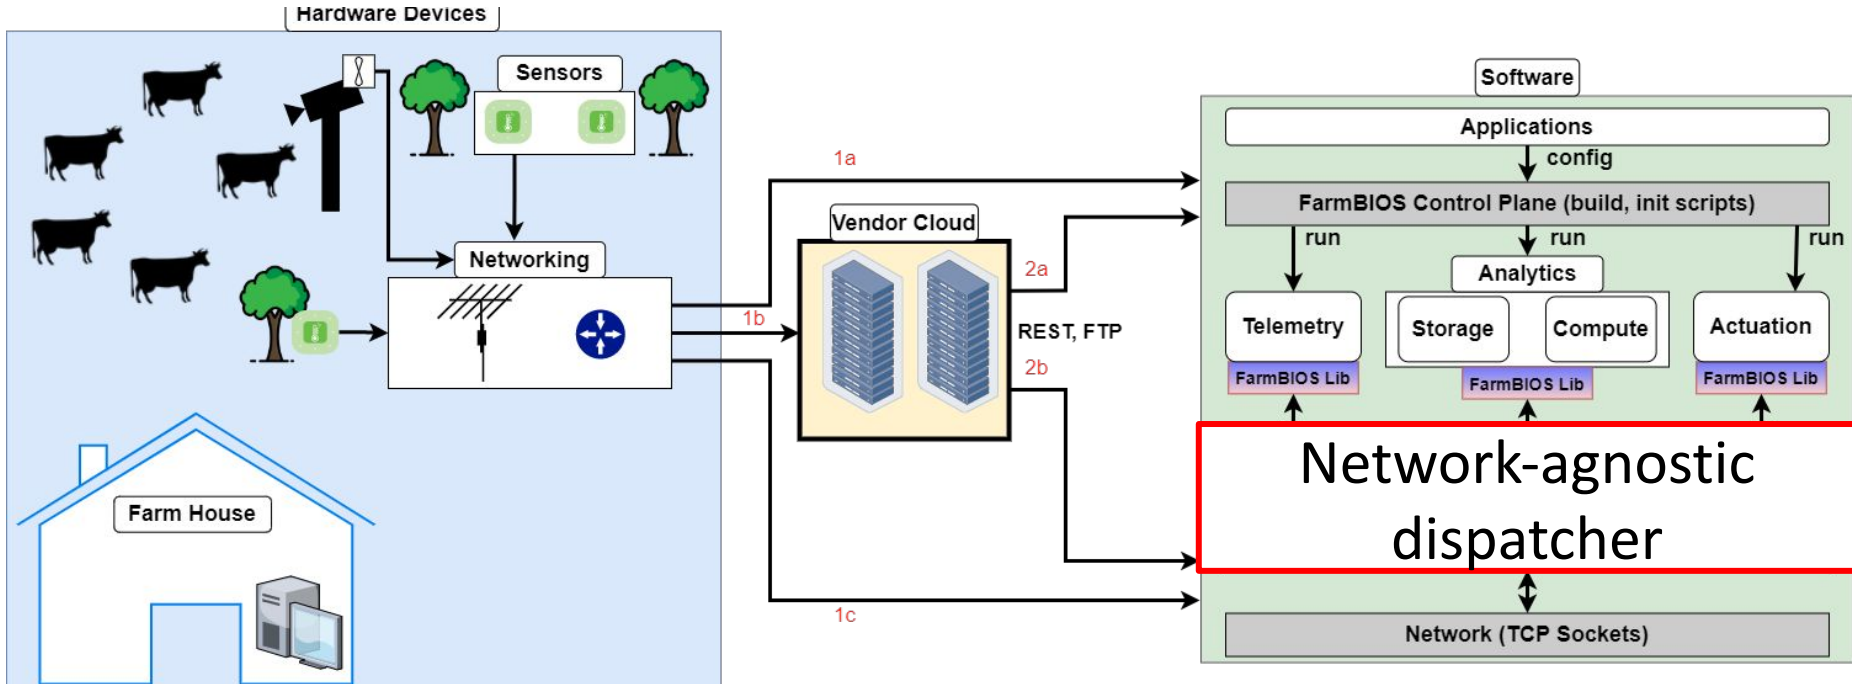 Hardware Devices
Sensors
Networking
Farm House
1a
1b
1c
Vendor Cloud
2a
REST, FTP
2b
Software
Applications
config
FarmBIOS Control Plane (build, init scripts)
run
run
run
Analytics
Telemetry
Storage
Compute
Actuation
FarmBIOS Lib
FarmBIOS Lib
FarmBIOS Lib
Network-agnostic
dispatcher
Network (TCP Sockets)